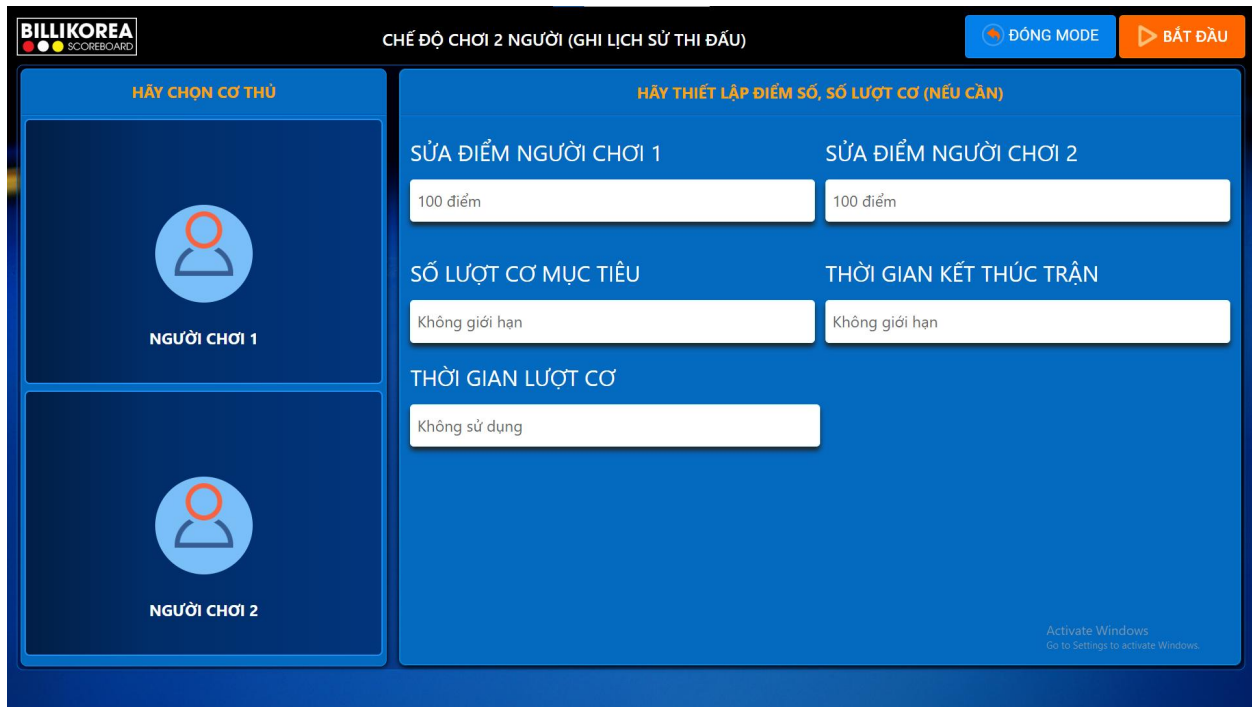 BILLIKOREA
SCOREBOARD
CHẾ ĐỘ CHƠI 2 NGƯỜI (GHI LỊCH SỬ THI ĐẤU)
ĐÓNG MODE
BẮT ĐẦU
HÃY CHỌN CƠ THỦ
NGƯỜI CHƠI 1
NGƯỜI CHƠI 2
HÃY THIẾT LẬP ĐIỂM SỐ, SỐ LƯỢT CƠ (NẾU CẦN)
SỬA ĐIỂM NGƯỜI CHƠI 1
100 điểm
SỬA ĐIỂM NGƯỜI CHƠI 2
100 điểm
SỐ LƯỢT CƠ MỤC TIÊU
Không giới hạn
THỜI GIAN KẾT THÚC TRẬN
Không giới hạn
THỜI GIAN LƯỢT CƠ
Không sử dụng
Activate Windows
Go to Settings to activate Windows.